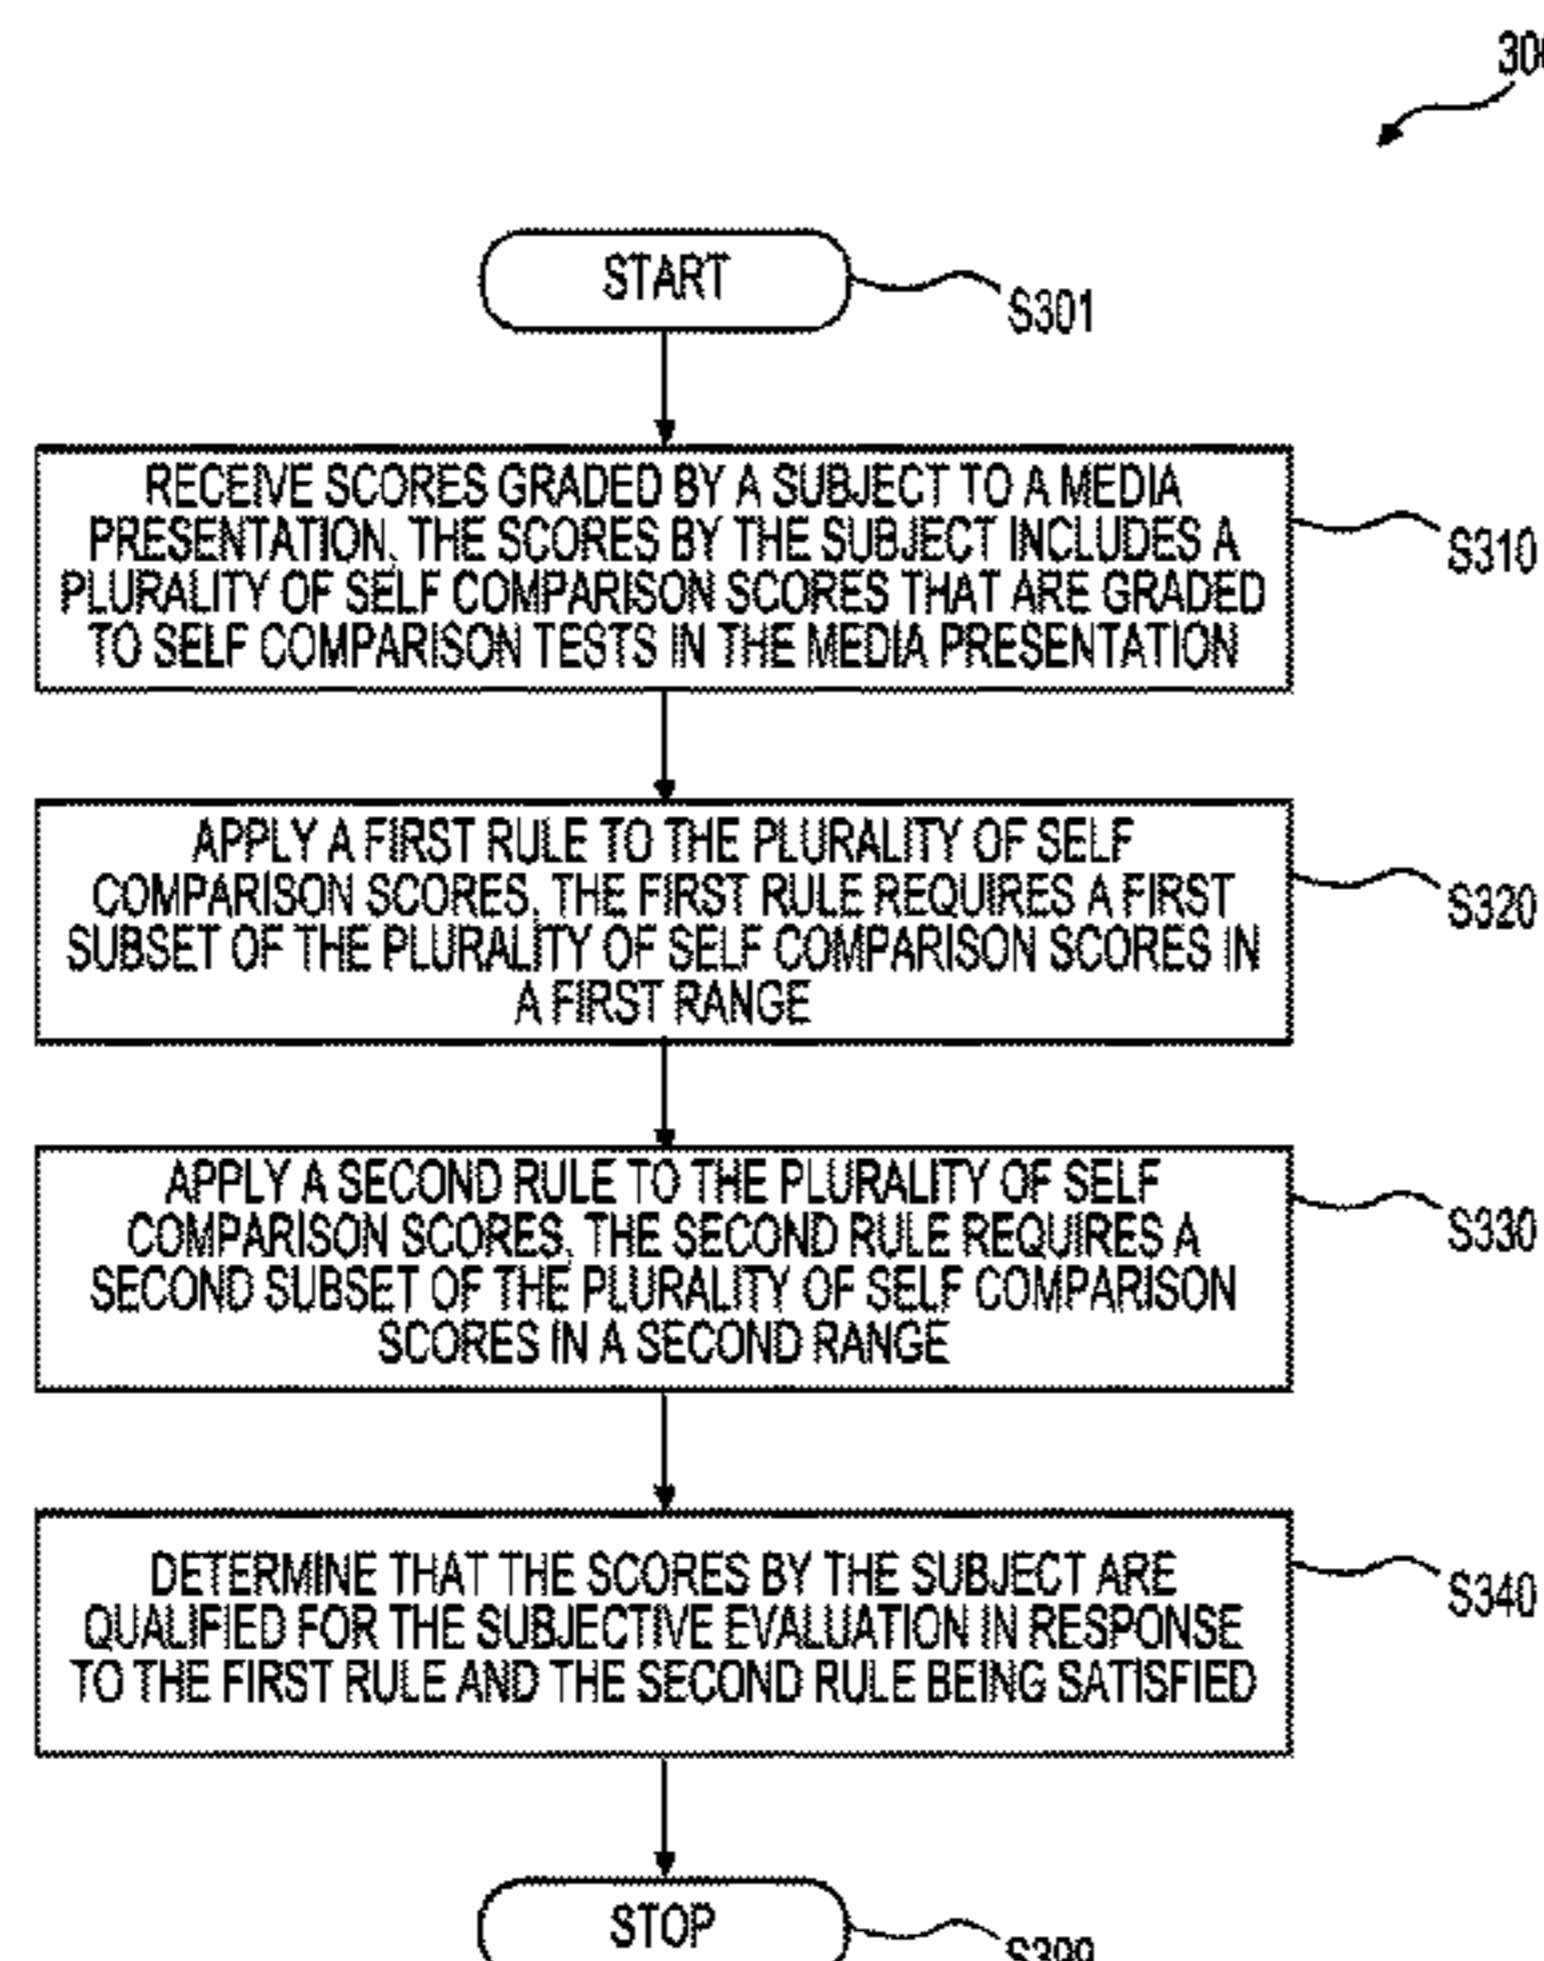 START
S301
RECEIVE SCORES GRADED BY A SUBJECT TO A MEDIA
PRESENTATION, THE SCORES BY THE SUBJECT INCLUDES A
PLURALITY OF SELF COMPARISON SCORES THAT ARE GRADED
TO SELF COMPARISON TESTS IN THE MEDIA PRESENTATION
S310
APPLY A FIRST RULE TO THE PLURALITY OF SELF
COMPARISON SCORES, THE FIRST RULE REQUIRES A FIRST
SUBSET OF THE PLURALITY OF SELF COMPARISON SCORES IN
A FIRST RANGE
S320
APPLY A SECOND RULE TO THE PLURALITY OF SELF
COMPARISON SCORES, THE SECOND RULE REQUIRES A
SECOND SUBSET OF THE PLURALITY OF SELF COMPARISON
SCORES IN A SECOND RANGE
S330
DETERMINE THAT THE SCORES BY THE SUBJECT ARE
QUALIFIED FOR THE SUBJECTIVE EVALUATION IN RESPONSE
TO THE FIRST RULE AND THE SECOND RULE BEING SATISFIED
S340
STOP